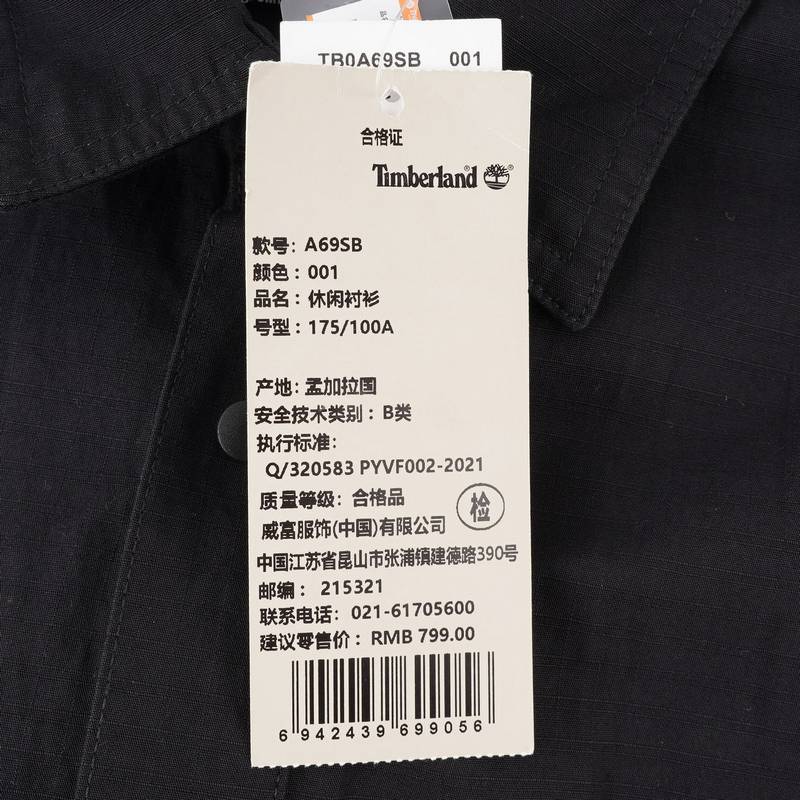 TB0A69SB 001
合格证
Timberland
款号: A69SB
颜色: 001
品名: 休闲衬衫
号型: 175/100A
产地: 孟加拉国
安全技术类别: B类
执行标准:
Q/320583 PYVF002-2021
质量等级: 合格品
检
威富服饰(中国)有限公司
中国江苏省昆山市张浦镇建德路390号
邮编: 215321
联系电话: 021-61705600
建议零售价: RMB 799.00
6 942439 699056